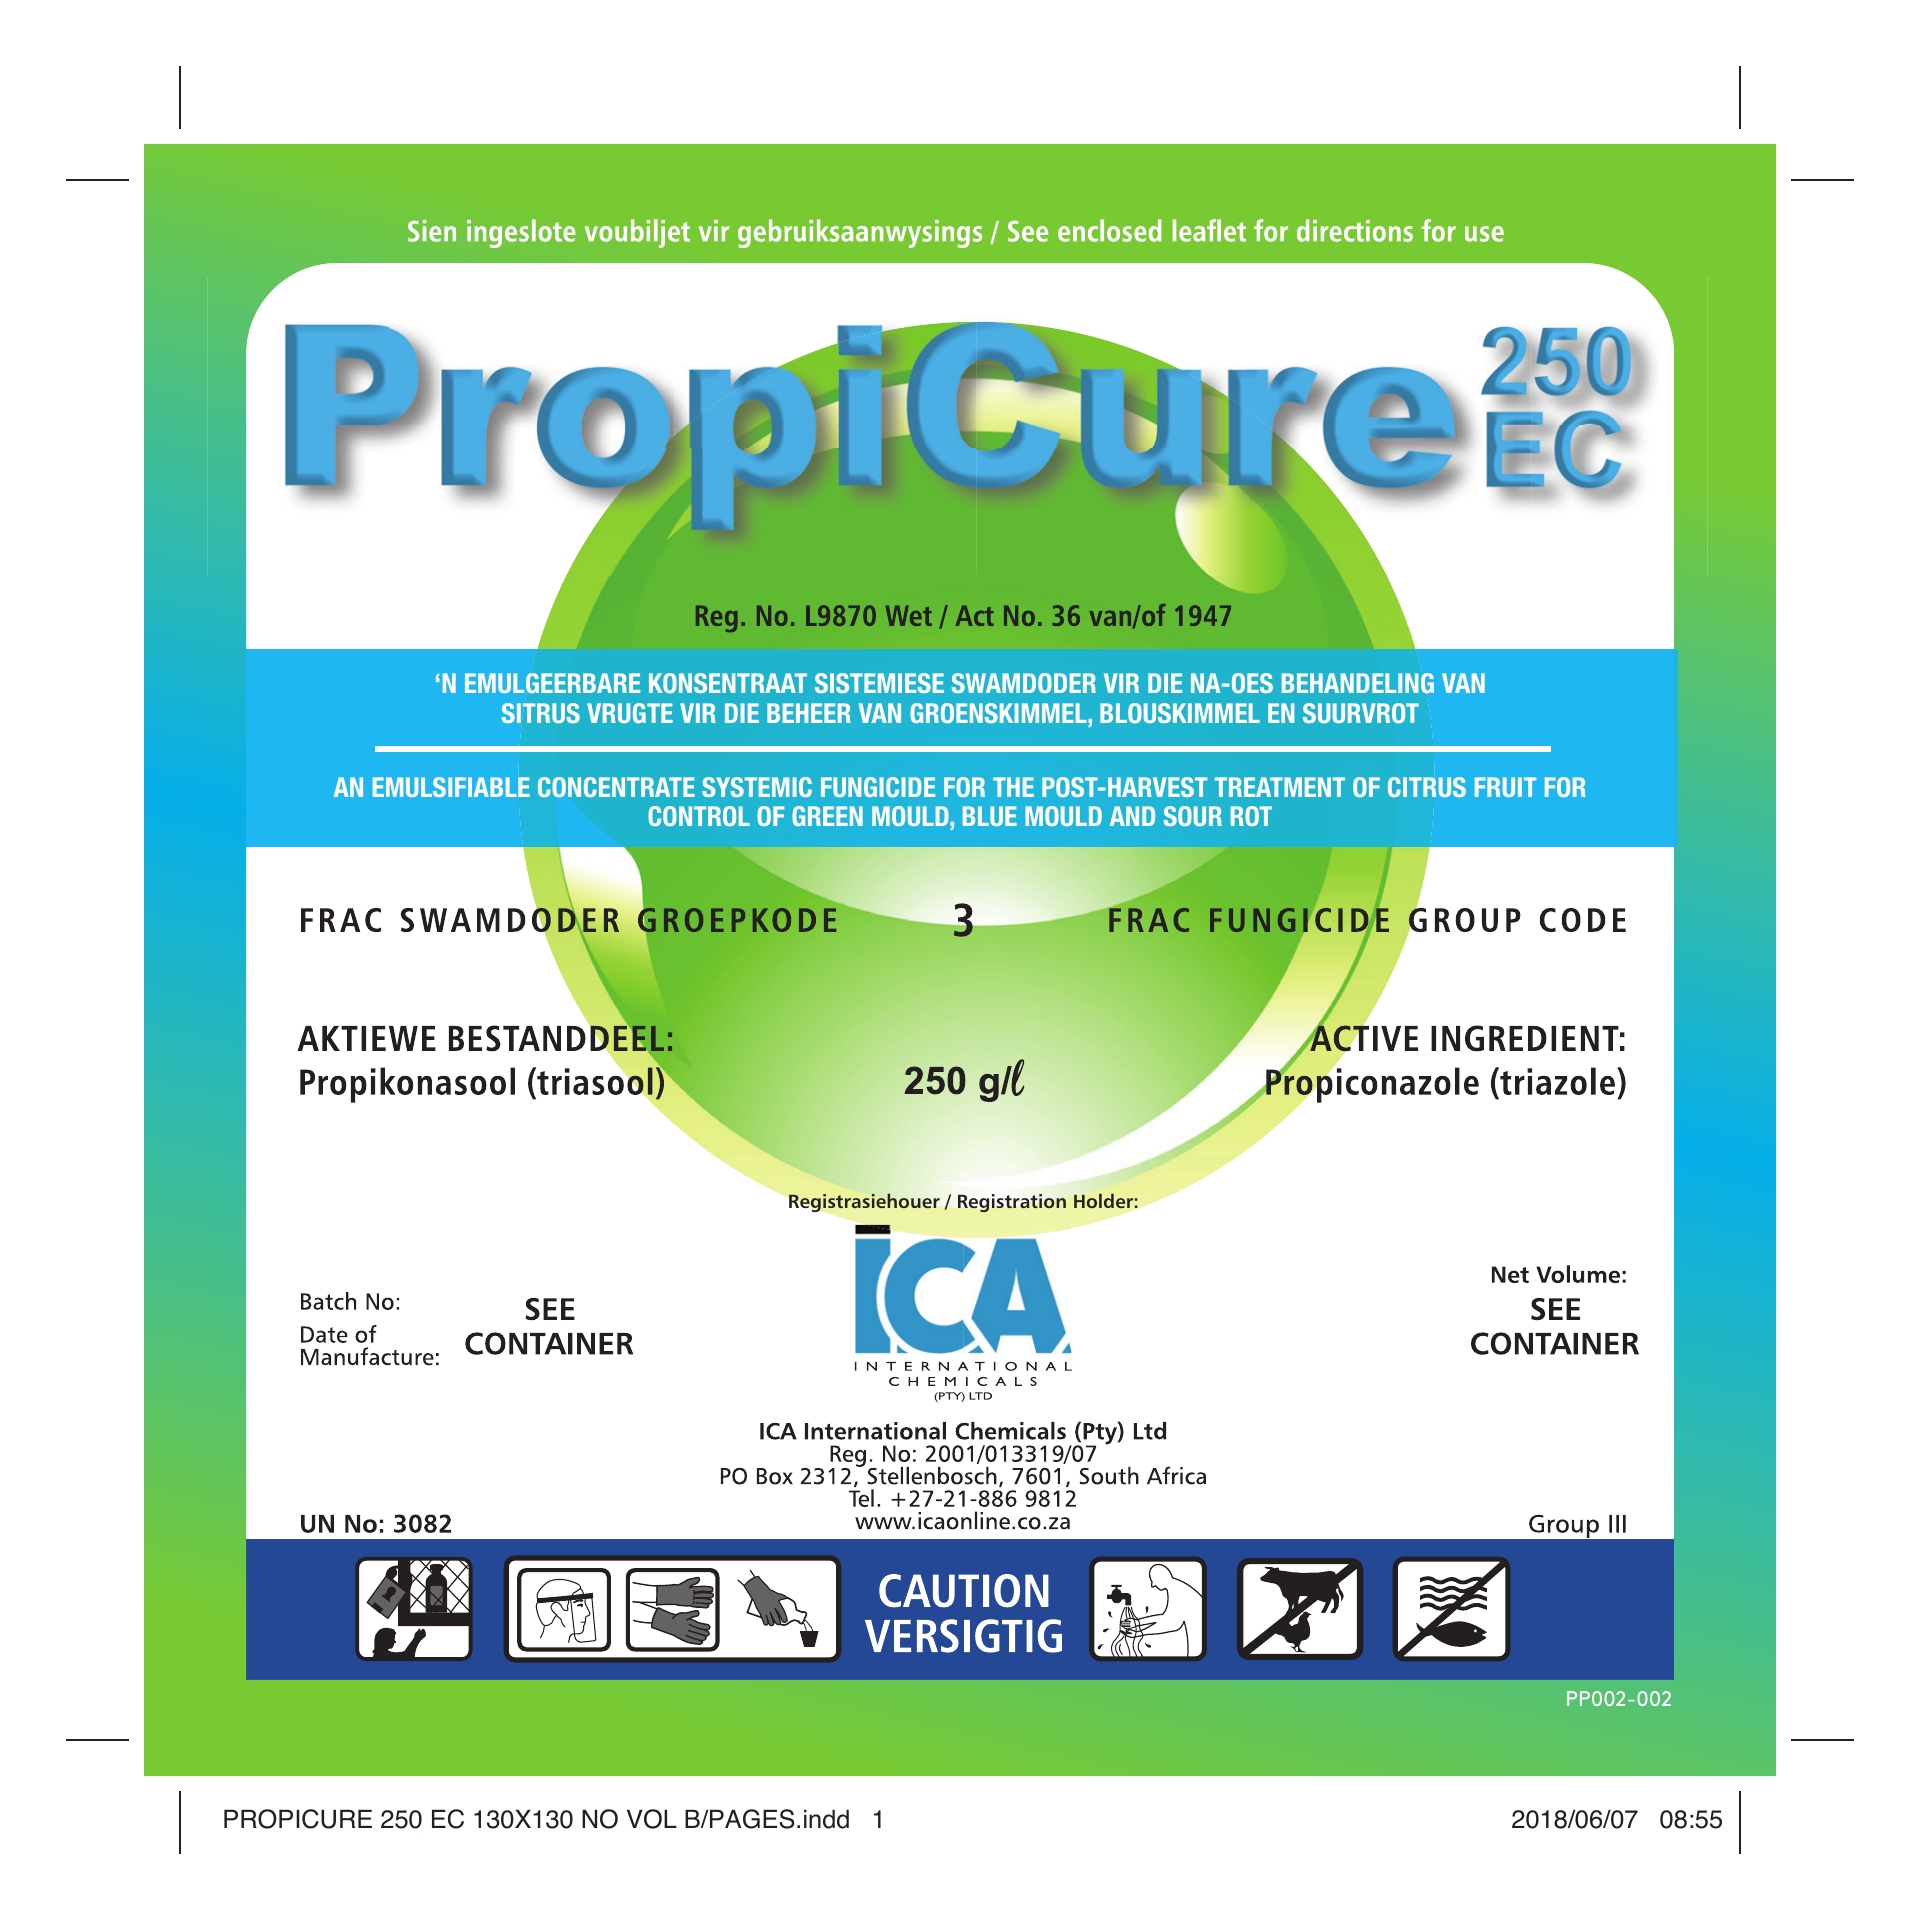 Sien ingeslote voubiljet vir gebruiksaanwysings / See enclosed leaflet for directions for use
PropiCure 250 EC
Reg. No. L9870 Wet / Act No. 36 van/of 1947
‘N EMULGEERBARE KONSENTRAAT SISTEMIESE SWAMDODER VIR DIE NA-OES BEHANDELING VAN
SITRUS VRUGTE VIR DIE BEHEER VAN GROENSKIMMEL, BLOUSKIMMEL EN SUURVROT
AN EMULSIFIABLE CONCENTRATE SYSTEMIC FUNGICIDE FOR THE POST-HARVEST TREATMENT OF CITRUS FRUIT FOR
CONTROL OF GREEN MOULD, BLUE MOULD AND SOUR ROT
FRAC SWAMDODER GROEPKODE 3 FRAC FUNGICIDE GROUP CODE
AKTIEWE BESTANDDEEL: ACTIVE INGREDIENT:
Propikonasool (triasool) 250 g/ℓ Propiconazole (triazole)
Registrasiehouer / Registration Holder:
ICA
INTERNATIONAL
CHEMICALS
(PTY) LTD
Batch No:
Date of
Manufacture:
SEE
CONTAINER
Net Volume:
SEE
CONTAINER
ICA International Chemicals (Pty) Ltd
Reg. No: 2001/013319/07
PO Box 2312, Stellenbosch, 7601, South Africa
Tel. +27-21-886 9812
www.icaonline.co.za
UN No: 3082 Group III
CAUTION
VERSIGTIG
PP002-002
PROPICURE 250 EC 130X130 NO VOL B/PAGES.indd 1 2018/06/07 08:55